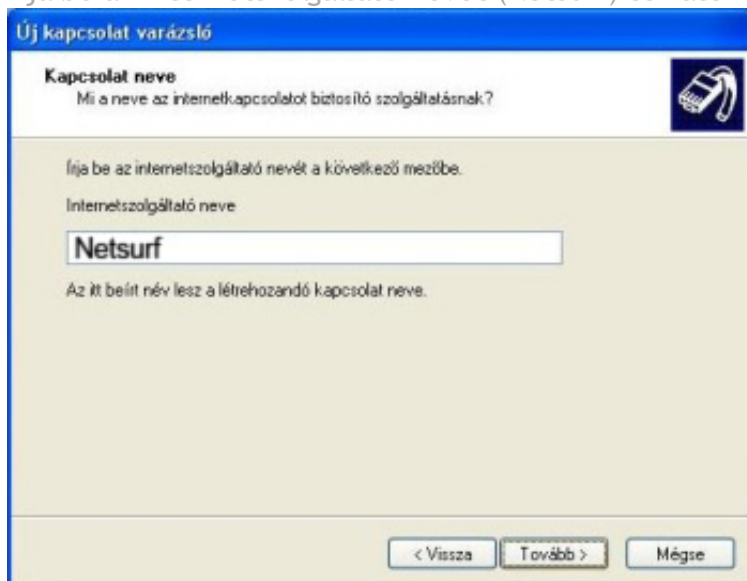 Új kapcsolat varázsló
Kapcsolat neve
Mi a neve az internetkapcsolatot biztosító szolgáltatásnak?
Írja be az internetszolgáltató nevét a következő mezőbe.
Internetszolgáltató neve
Netsurf
Az itt beírt név lesz a létrehozandó kapcsolat neve.
< Vissza Tovább > Mégse